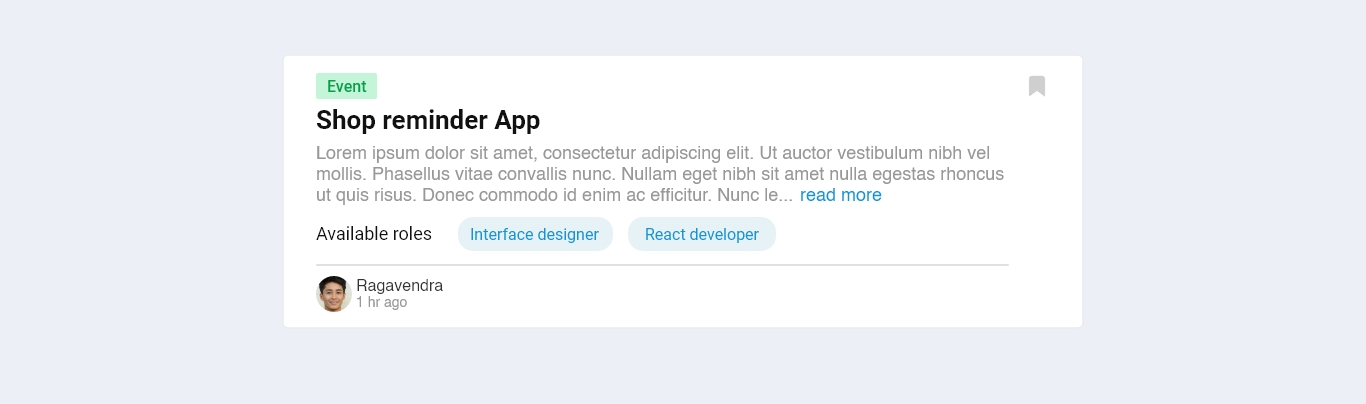 Event
Shop reminder App
Lorem ipsum dolor sit amet, consectetur adipiscing elit. Ut auctor vestibulum nibh vel
mollis. Phasellus vitae convallis nunc. Nullam eget nibh sit amet nulla egestas rhoncus
ut quis risus. Donec commodo id enim ac efficitur. Nunc le... read more
Available roles Interface designer React developer
Ragavendra
1 hr ago